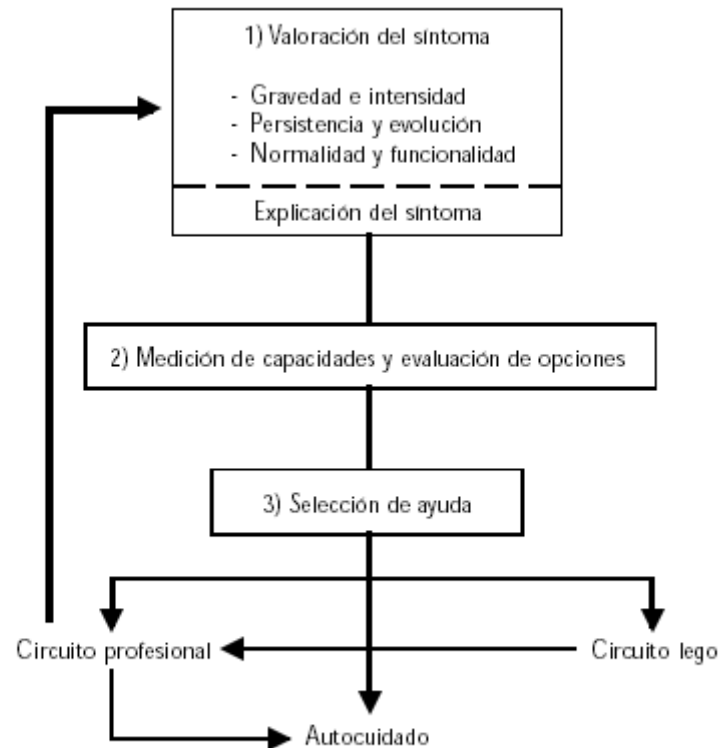 1) Valoración del síntoma
- Gravedad e intensidad
- Persistencia y evolución
- Normalidad y funcionalidad
Explicación del síntoma
2) Medición de capacidades y evaluación de opciones
3) Selección de ayuda
Circuito profesional
Circuito lego
Autocuidado